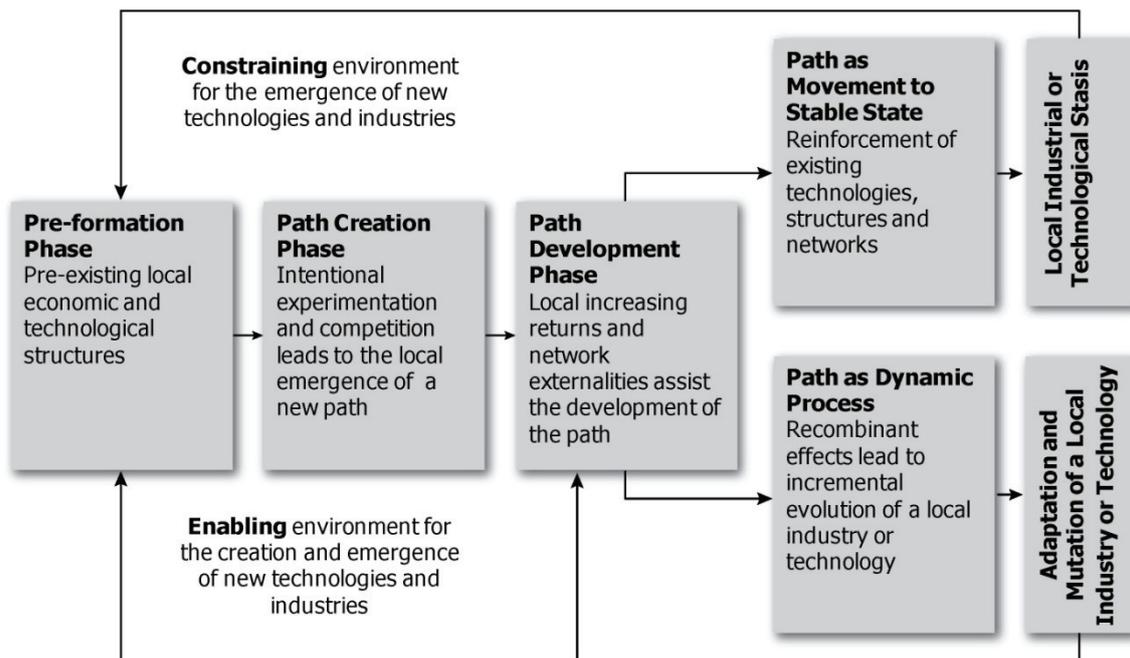 Constraining environment
for the emergence of new
technologies and industries
Pre-formation
Phase
Pre-existing local
economic and
technological
structures
Path Creation
Phase
Intentional
experimentation
and competition
leads to the local
emergence of a
new path
Path
Development
Phase
Local increasing
returns and
network
externalities assist
the development of
the path
Path as
Movement to
Stable State
Reinforcement of
existing
technologies,
structures and
networks
Local Industrial or
Technological Stasis
Path as Dynamic
Process
Recombinant
effects lead to
incremental
evolution of a local
industry or
technology
Adaptation and
Mutation of a Local
Industry or Technology
Enabling environment for
the creation and emergence
of new technologies and
industries